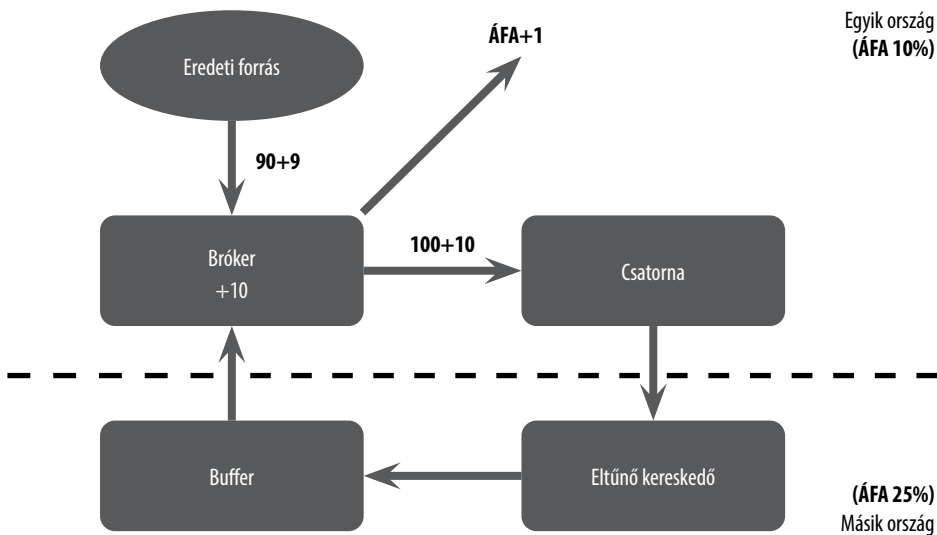 Egyik ország
(ÁFA 10%)
ÁFA+1
Eredeti forrás
90+9
Bróker
+10
100+10
Csatorna
Buffer
Eltűnő kereskedő
(ÁFA 25%)
Másik ország